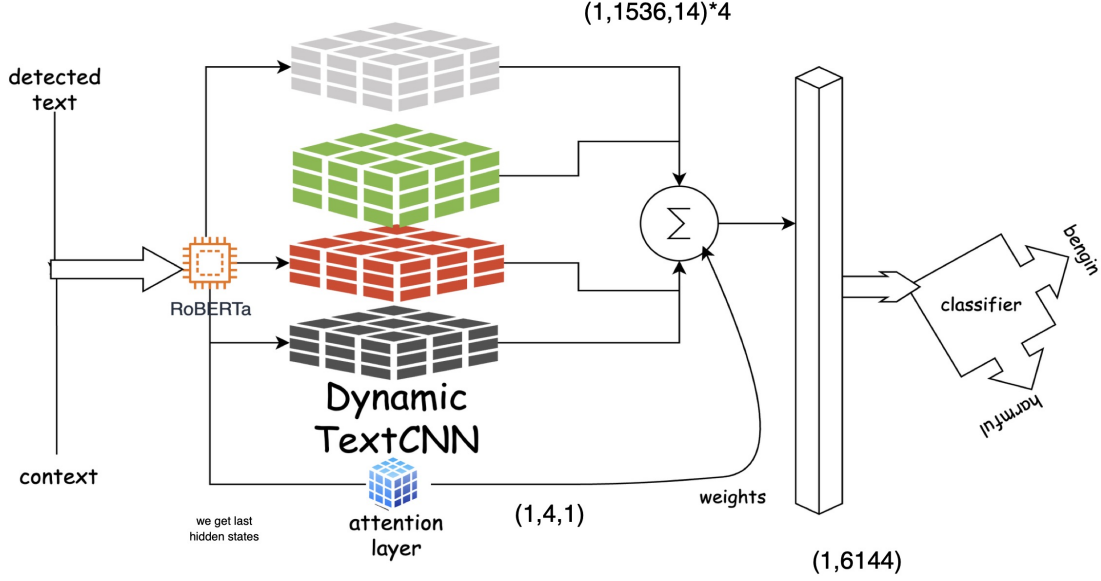 (1,1536,14)*4
detected
text
RoBERTa
context
Dynamic
TextCNN
we get last
hidden states
attention
layer
(1,4,1)
weights
Σ
(1,6144)
classifier
bengin
harmful